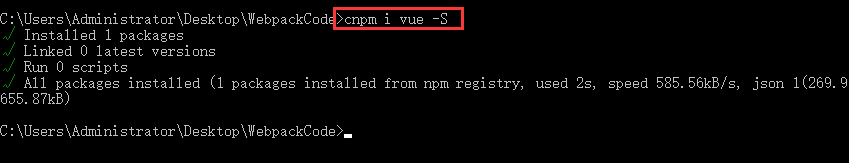 C:\Users\Administrator\Desktop\WebpackCode>cnpm i vue -S
√ Installed 1 packages
√ Linked 0 latest versions
√ Run 0 scripts
√ All packages installed (1 packages installed from npm registry, used 2s, speed 585.56kB/s, json 1(269.9
655.87kB)
C:\Users\Administrator\Desktop\WebpackCode>